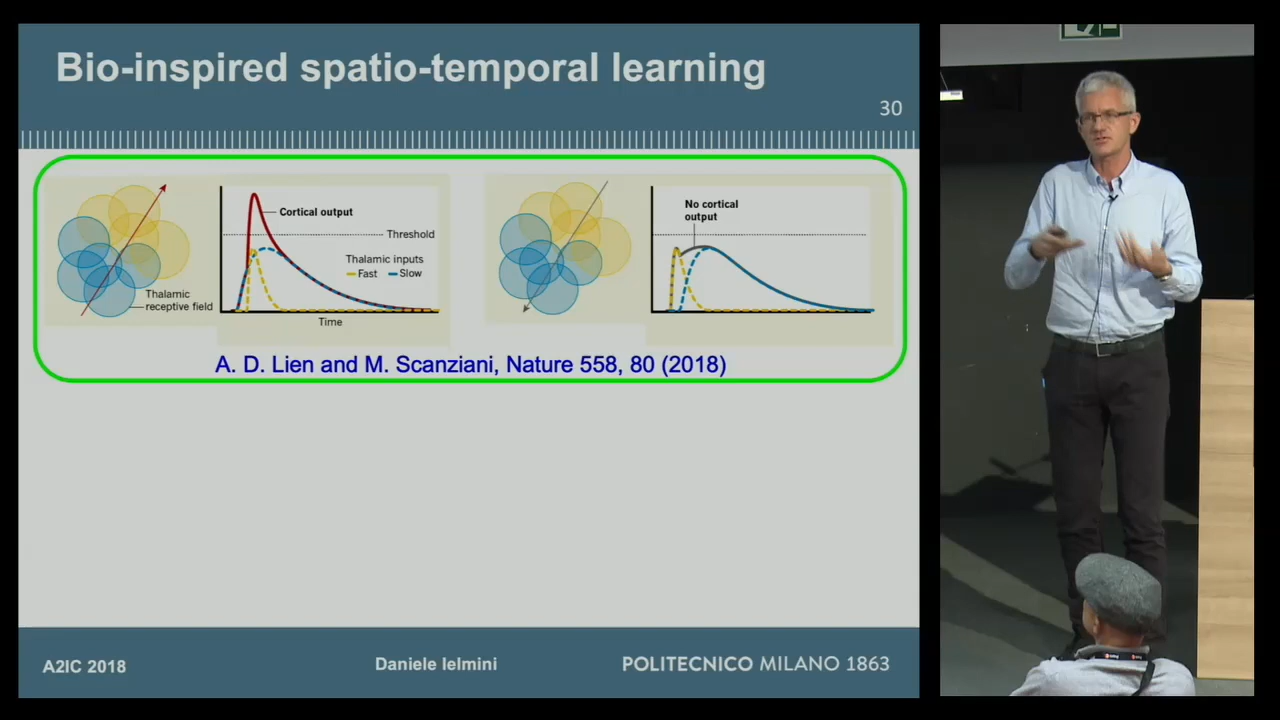 Bio-inspired spatio-temporal learning
30
Cortical output
Threshold
Thalamic inputs
Fast
Slow
Thalamic
receptive field
Time
No cortical
output
A. D. Lien and M. Scanziani, Nature 558, 80 (2018)
A2IC 2018
Daniele Ielmini
POLITECNICO MILANO 1863